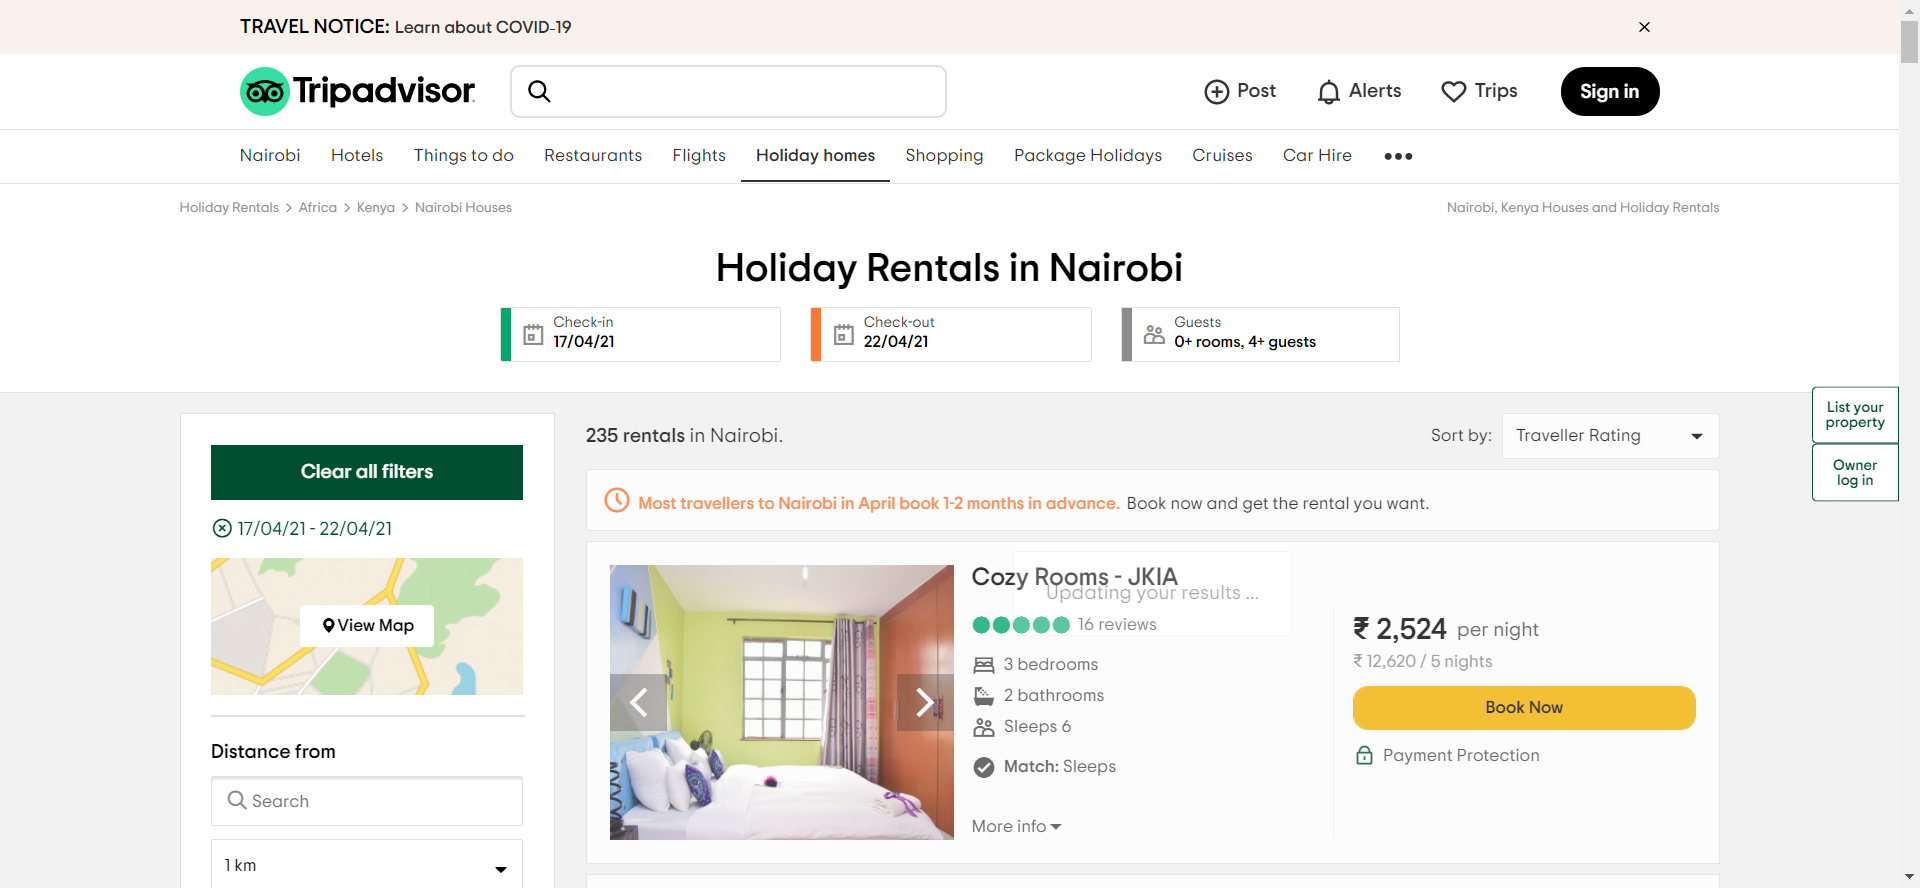 TRAVEL NOTICE: Learn about COVID-19
Tripadvisor
Post
Alerts
Trips
Sign in
Nairobi
Hotels
Things to do
Restaurants
Flights
Holiday homes
Shopping
Package Holidays
Cruises
Car Hire
Holiday Rentals > Africa > Kenya > Nairobi Houses
Nairobi, Kenya Houses and Holiday Rentals
Holiday Rentals in Nairobi
Check-in
17/04/21
Check-out
22/04/21
Guests
0+ rooms, 4+ guests
List your
property
Owner
log in
Clear all filters
17/04/21 - 22/04/21
View Map
Distance from
Search
1 km
235 rentals in Nairobi.
Sort by:
Traveller Rating
Most travellers to Nairobi in April book 1-2 months in advance. Book now and get the rental you want.
Cozy Rooms - JKIA
Updating your results ...
16 reviews
3 bedrooms
2 bathrooms
Sleeps 6
Match: Sleeps
More info
₹ 2,524 per night
₹ 12,620 / 5 nights
Book Now
Payment Protection